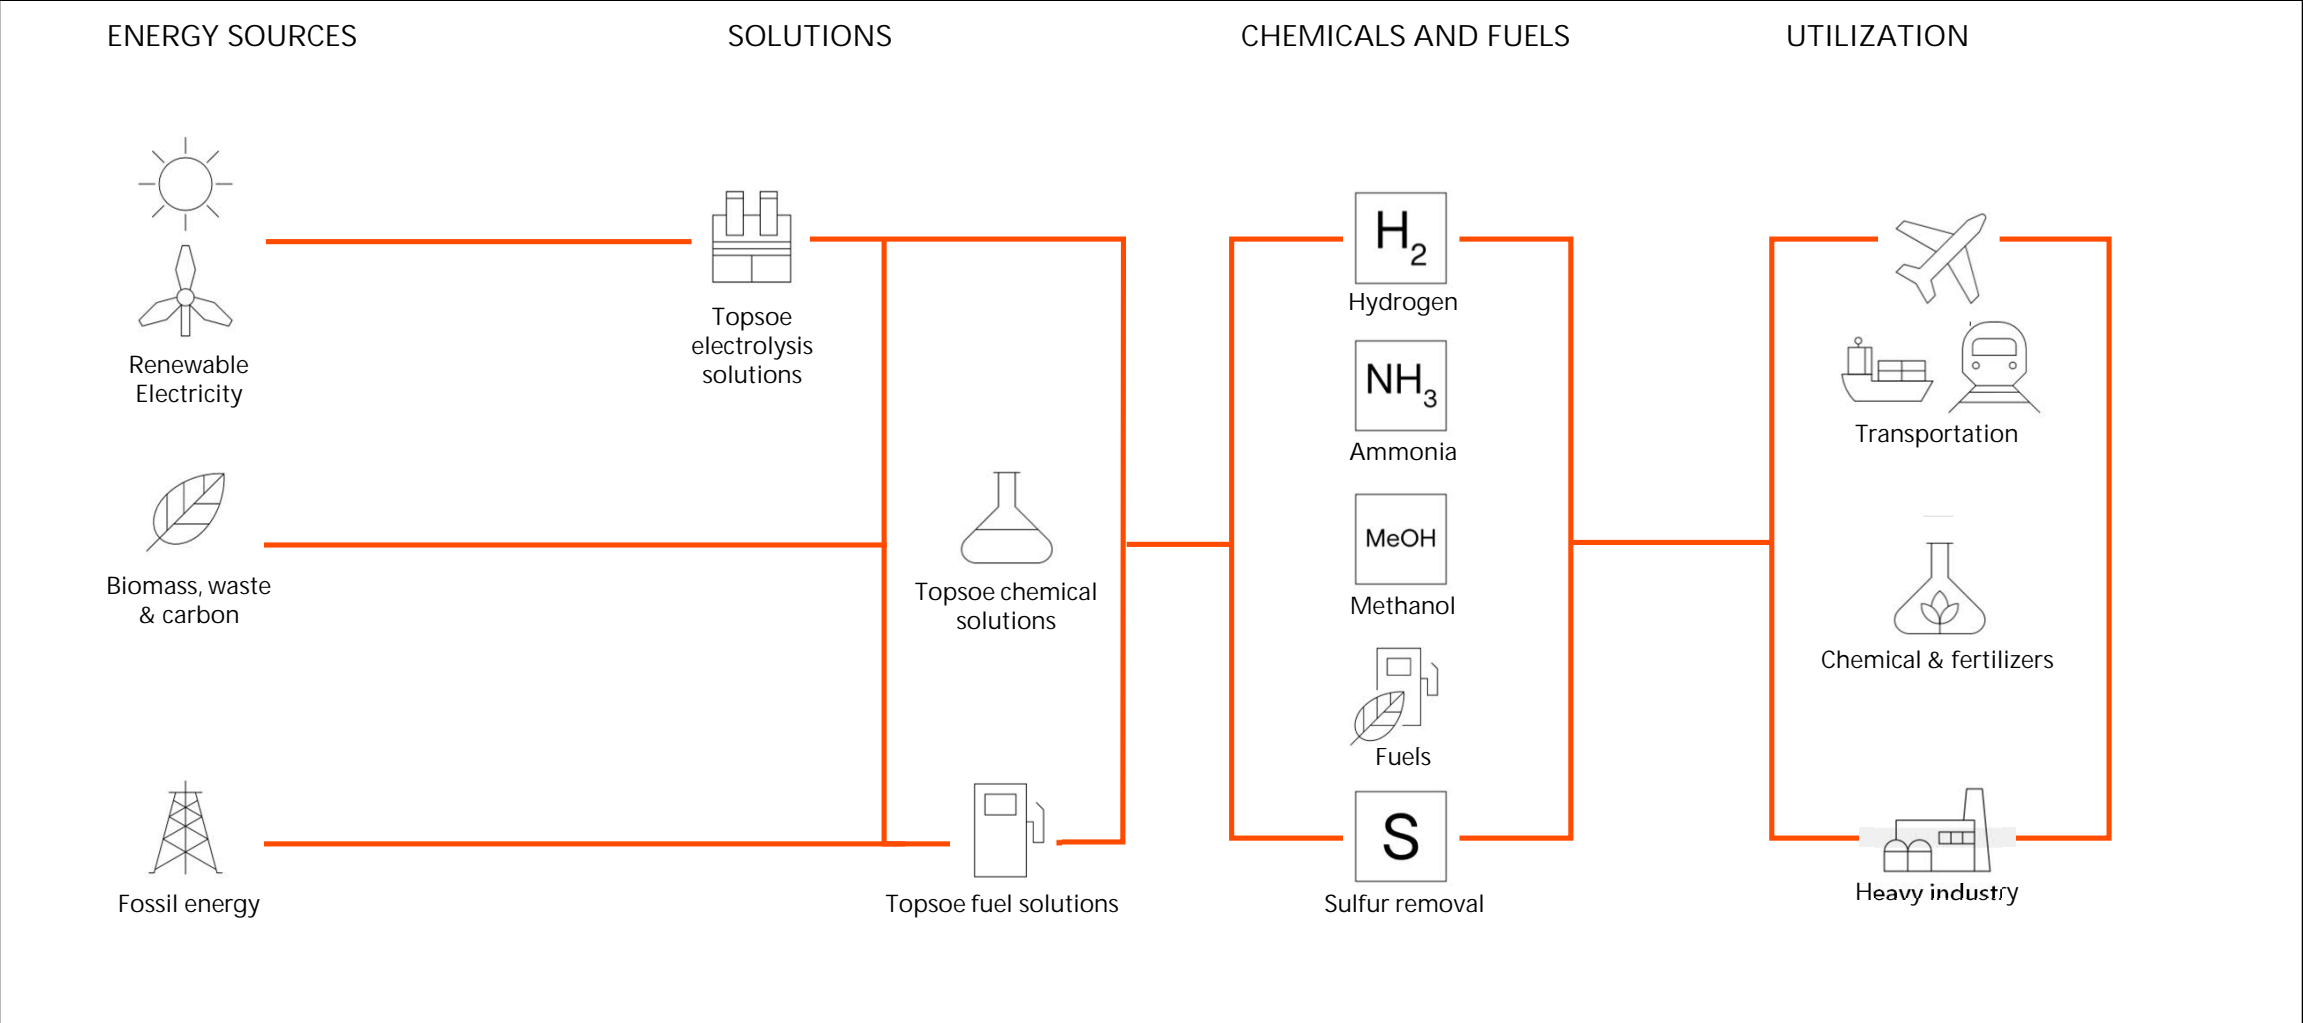 ENERGY SOURCES
SOLUTIONS
CHEMICALS AND FUELS
UTILIZATION
Renewable
Electricity
Biomass, waste
& carbon
Fossil energy
Topsoe
electrolysis
solutions
Topsoe chemical
solutions
Topsoe fuel solutions
H2
Hydrogen
NH3
Ammonia
MeOH
Methanol
Fuels
S
Sulfur removal
Transportation
Chemical & fertilizers
Heavy industry